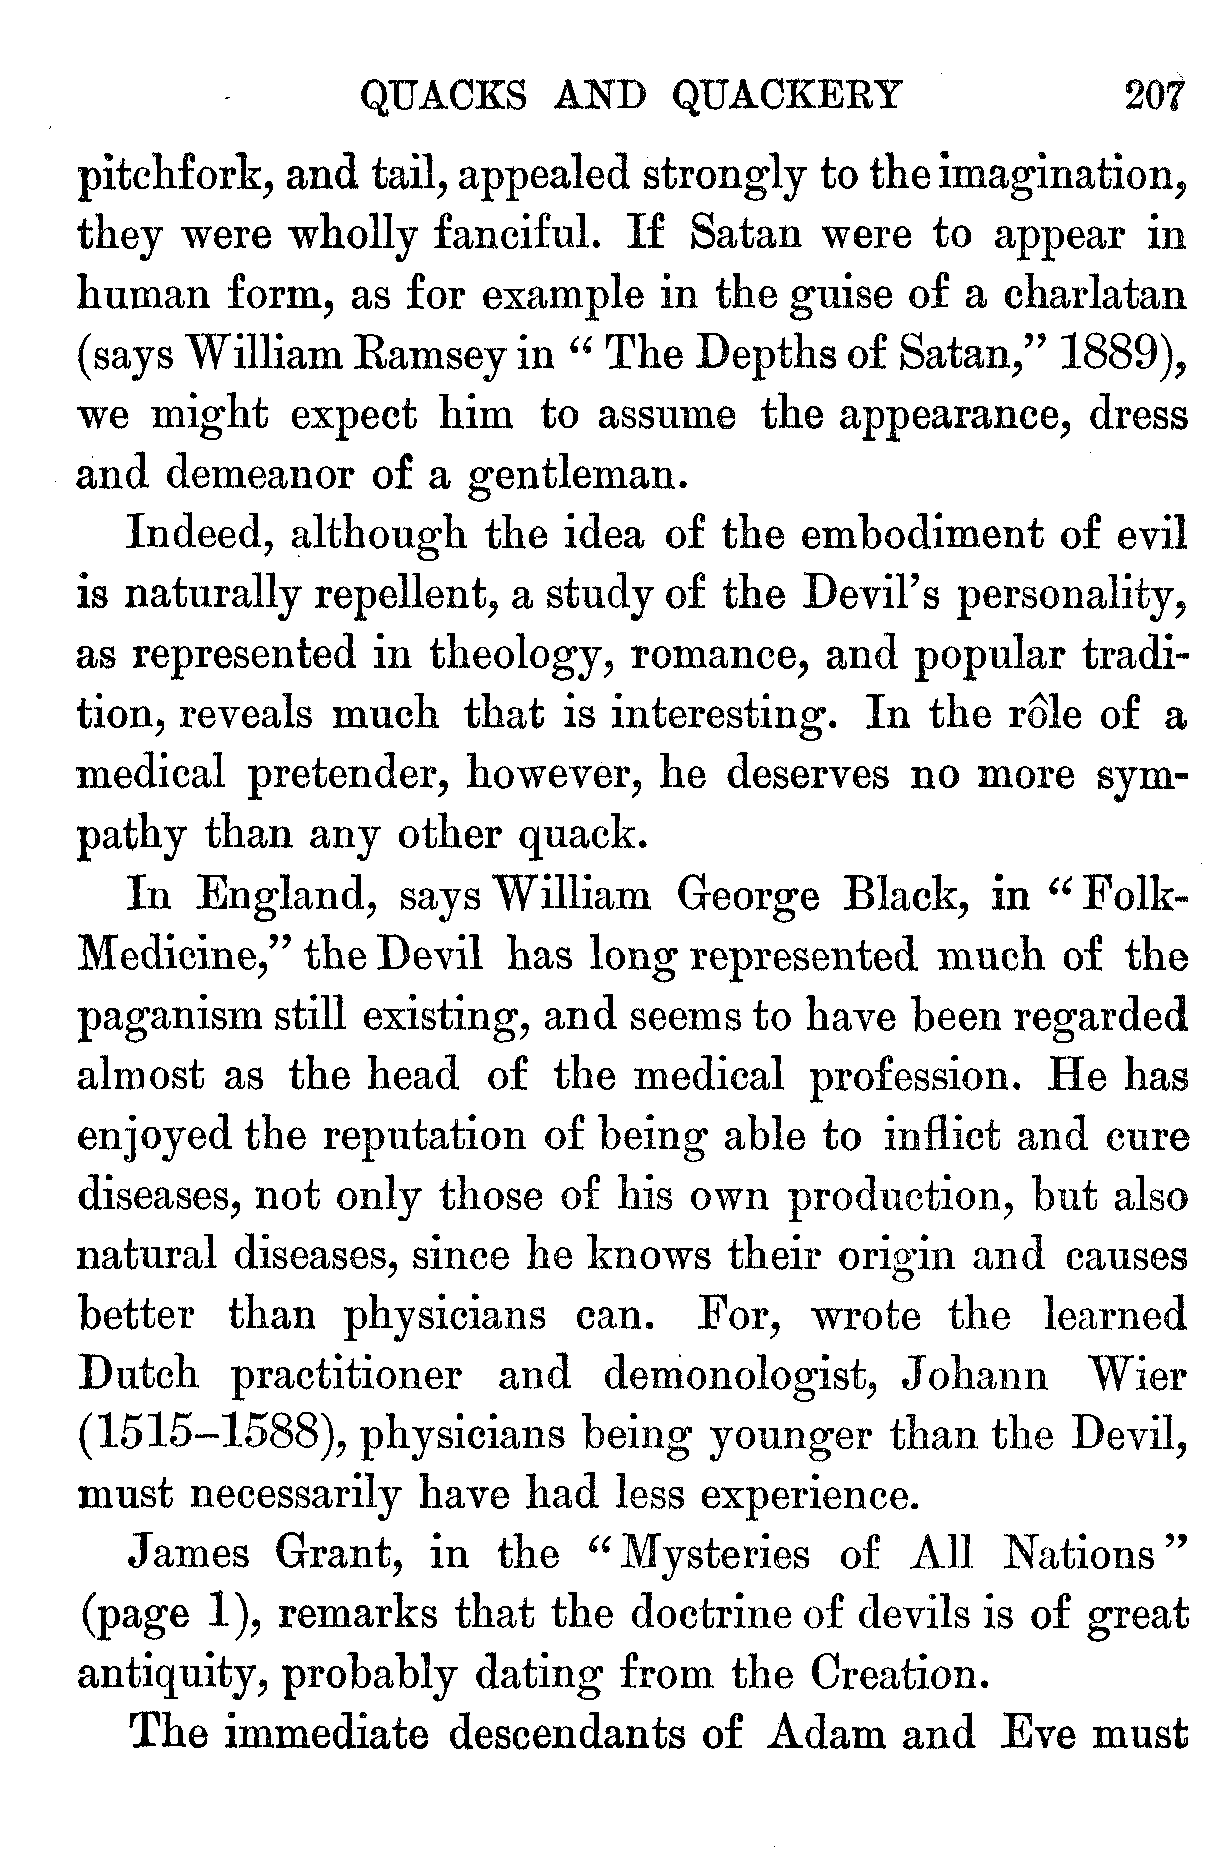 QUACKS AND QUACKERY 207
pitchfork, and tail, appealed strongly to the imagination,
they were wholly fanciful. If Satan were to appear in
human form, as for example in the guise of a charlatan
(says William Ramsey in “ The Depths of Satan,” 1889),
we might expect him to assume the appearance, dress
and demeanor of a gentleman.
Indeed, although the idea of the embodiment of evil
is naturally repellent, a study of the Devil’s personality,
as represented in theology, romance, and popular tradi-
tion, reveals much that is interesting. In the rôle of a
medical pretender, however, he deserves no more sym-
pathy than any other quack.
In England, says William George Black, in “ Folk-
Medicine,” the Devil has long represented much of the
paganism still existing, and seems to have been regarded
almost as the head of the medical profession. He has
enjoyed the reputation of being able to inflict and cure
diseases, not only those of his own production, but also
natural diseases, since he knows their origin and causes
better than physicians can. For, wrote the learned
Dutch practitioner and demonologist, Johann Wier
(1515–1588), physicians being younger than the Devil,
must necessarily have had less experience.
James Grant, in the “ Mysteries of All Nations ”
(page 1), remarks that the doctrine of devils is of great
antiquity, probably dating from the Creation.
The immediate descendants of Adam and Eve must